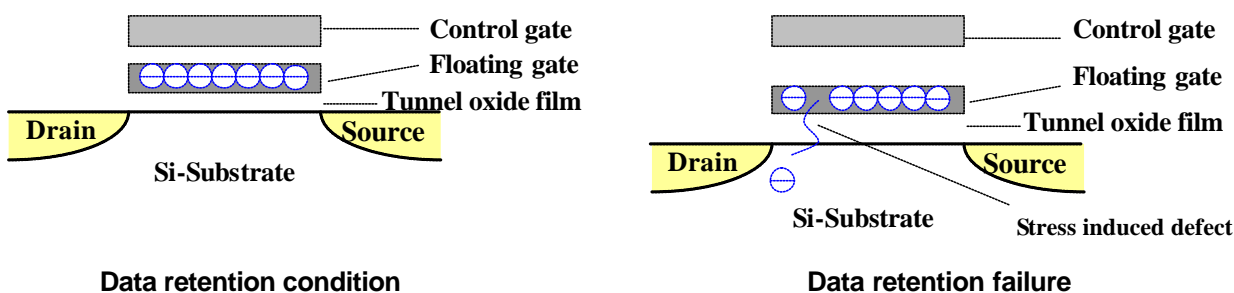 Control gate
Floating gate
Tunnel oxide film
Drain
Source
Si-Substrate
Data retention condition
Control gate
Floating gate
Tunnel oxide film
Drain
Source
Si-Substrate
Stress induced defect
Data retention failure